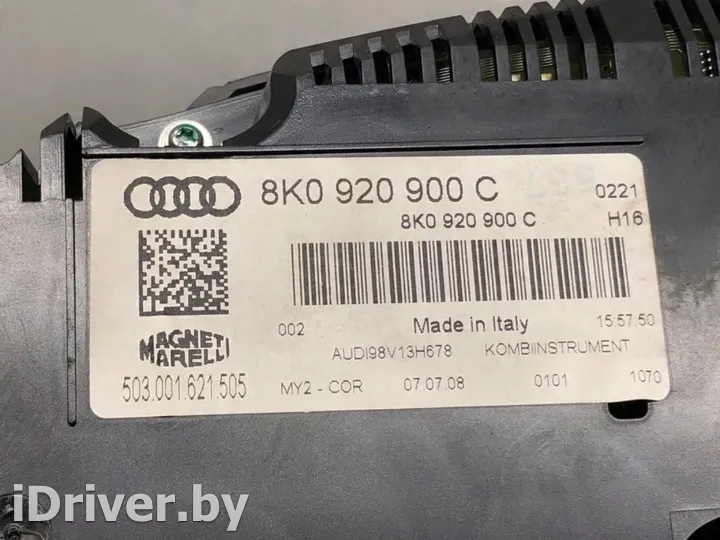 8K0 920 900 C 0221
8K0 920 900 C H16
002 Made in Italy 15:57:50
MAGNETI
MARELLI
AUDI98V13H678 KOMBIINSTRUMENT
503.001.621.505 MY2 - COR 07.07.08 0101 1070
iDriver.by